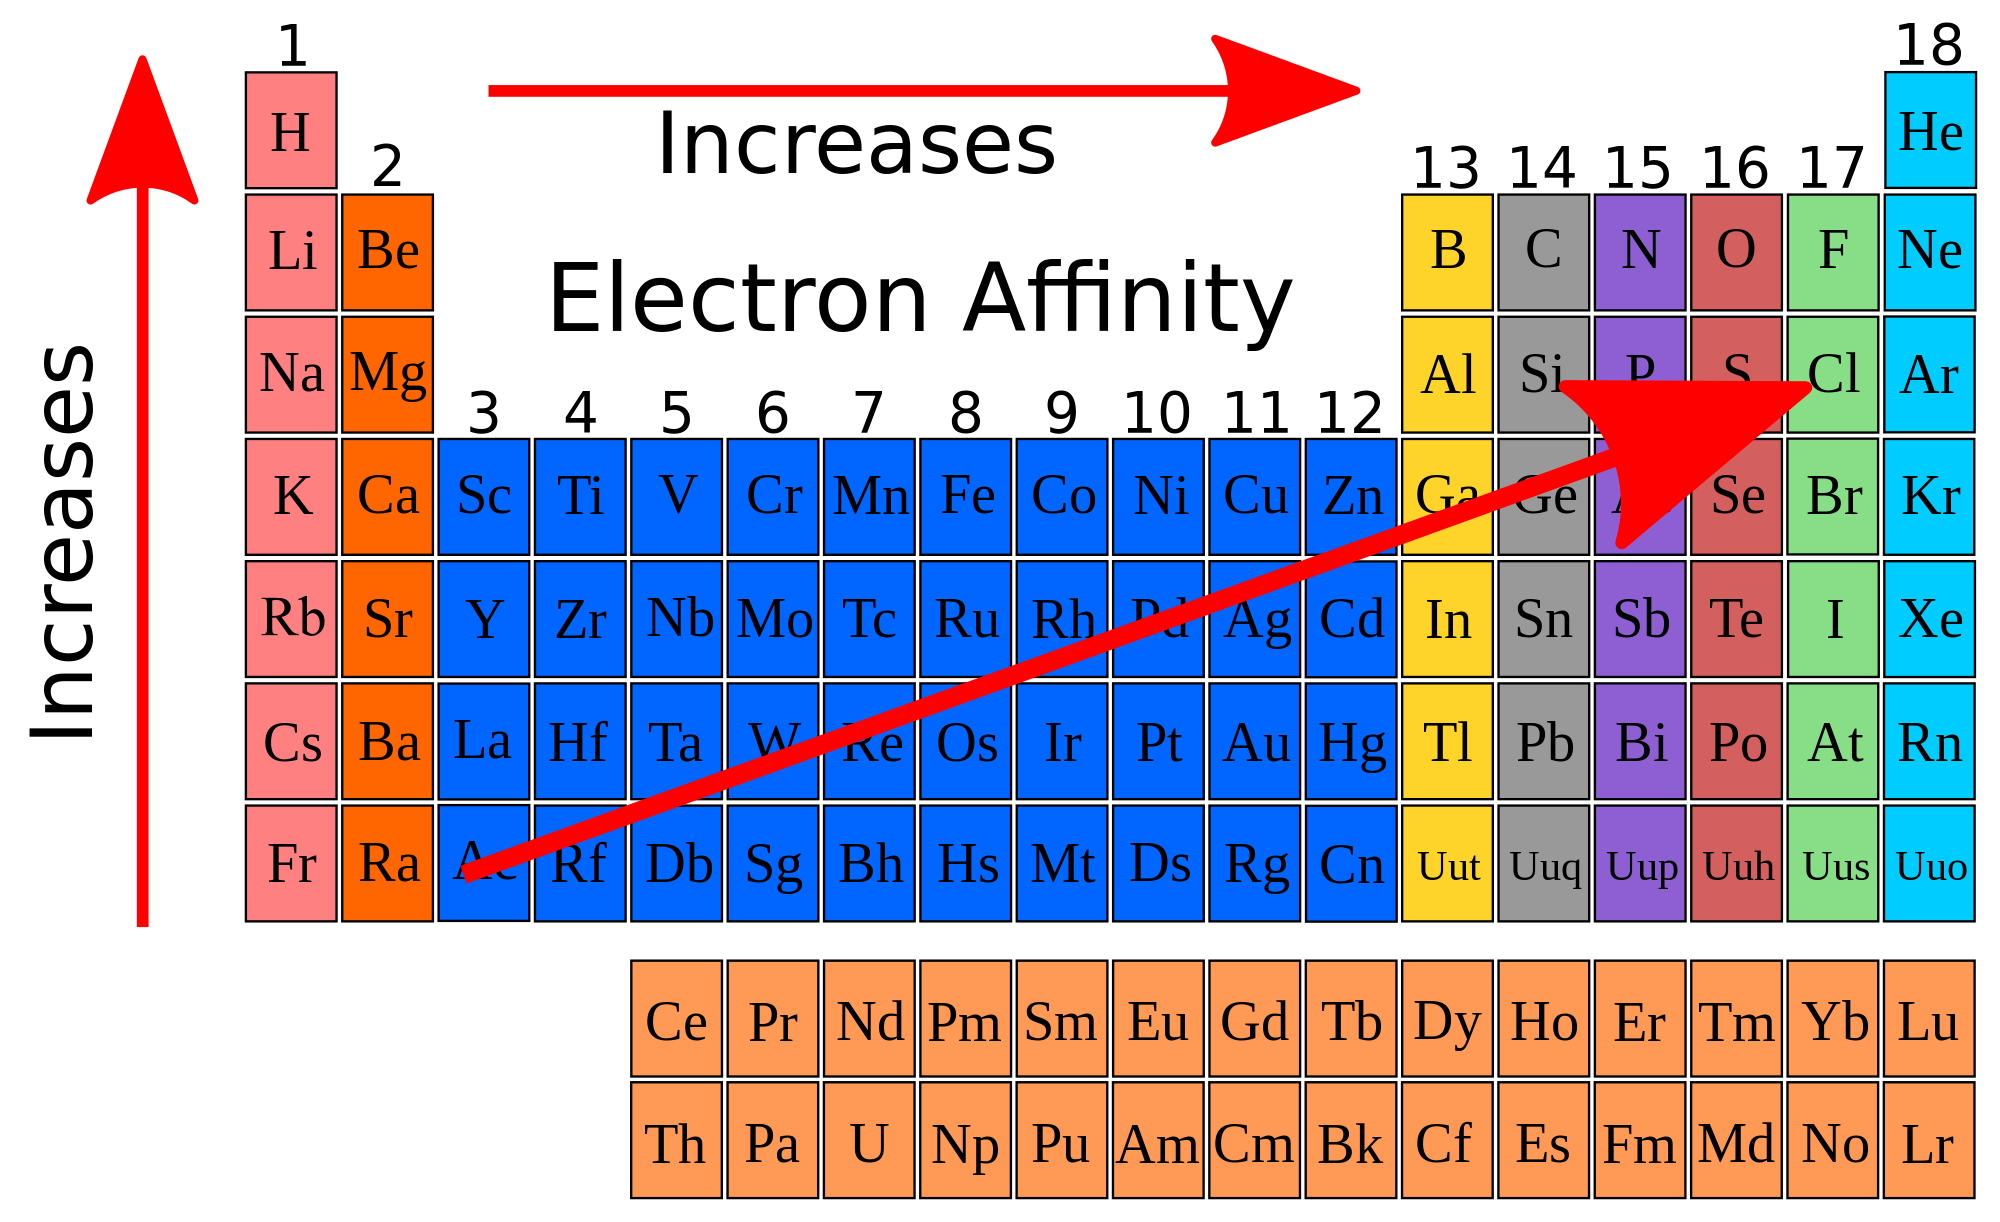 1
18
H
Increases
He
2
13 14 15 16 17
Li Be
B C N O F Ne
Electron Affinity
Na Mg
Al Si P S Cl Ar
3 4 5 6 7 8 9 10 11 12
Increases
K Ca Sc Ti V Cr Mn Fe Co Ni Cu Zn Ga Ge Se Br Kr
Rb Sr Y Zr Nb Mo Tc Ru Rh Pd Ag Cd In Sn Sb Te I Xe
Cs Ba La Hf Ta W Re Os Ir Pt Au Hg Tl Pb Bi Po At Rn
Fr Ra Ac Rf Db Sg Bh Hs Mt Ds Rg Cn Uut Uuq Uup Uuh Uus Uuo
Ce Pr Nd Pm Sm Eu Gd Tb Dy Ho Er Tm Yb Lu
Th Pa U Np Pu Am Cm Bk Cf Es Fm Md No Lr